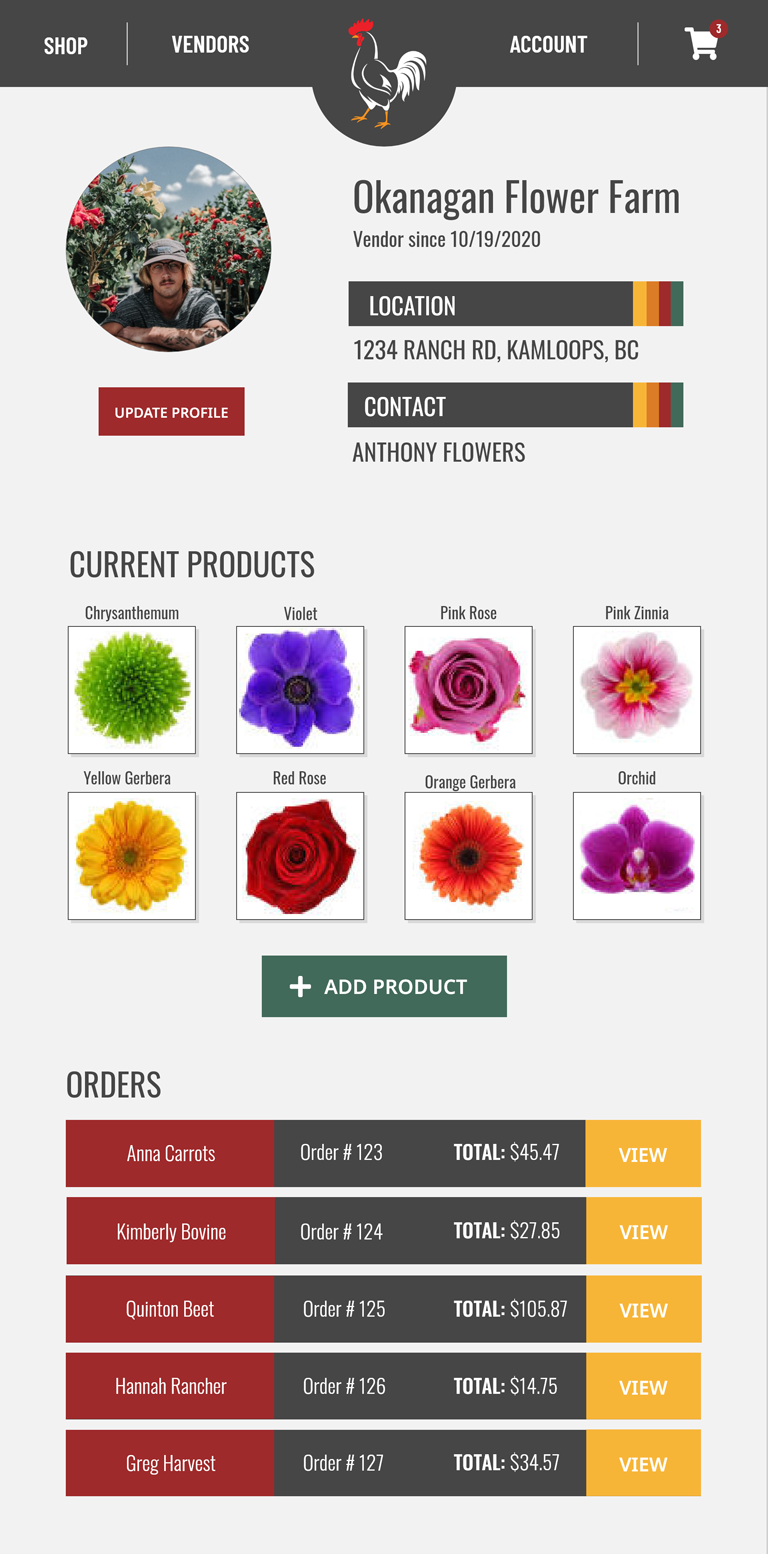 SHOP
VENDORS
ACCOUNT
3
Okanagan Flower Farm
Vendor since 10/19/2020
LOCATION
1234 RANCH RD, KAMLOOPS, BC
UPDATE PROFILE
CONTACT
ANTHONY FLOWERS
CURRENT PRODUCTS
Chrysanthemum
Violet
Pink Rose
Pink Zinnia
Yellow Gerbera
Red Rose
Orange Gerbera
Orchid
ADD PRODUCT
ORDERS
Anna Carrots Order # 123 TOTAL: $45.47 VIEW
Kimberly Bovine Order # 124 TOTAL: $27.85 VIEW
Quinton Beet Order # 125 TOTAL: $105.87 VIEW
Hannah Rancher Order # 126 TOTAL: $14.75 VIEW
Greg Harvest Order # 127 TOTAL: $34.57 VIEW